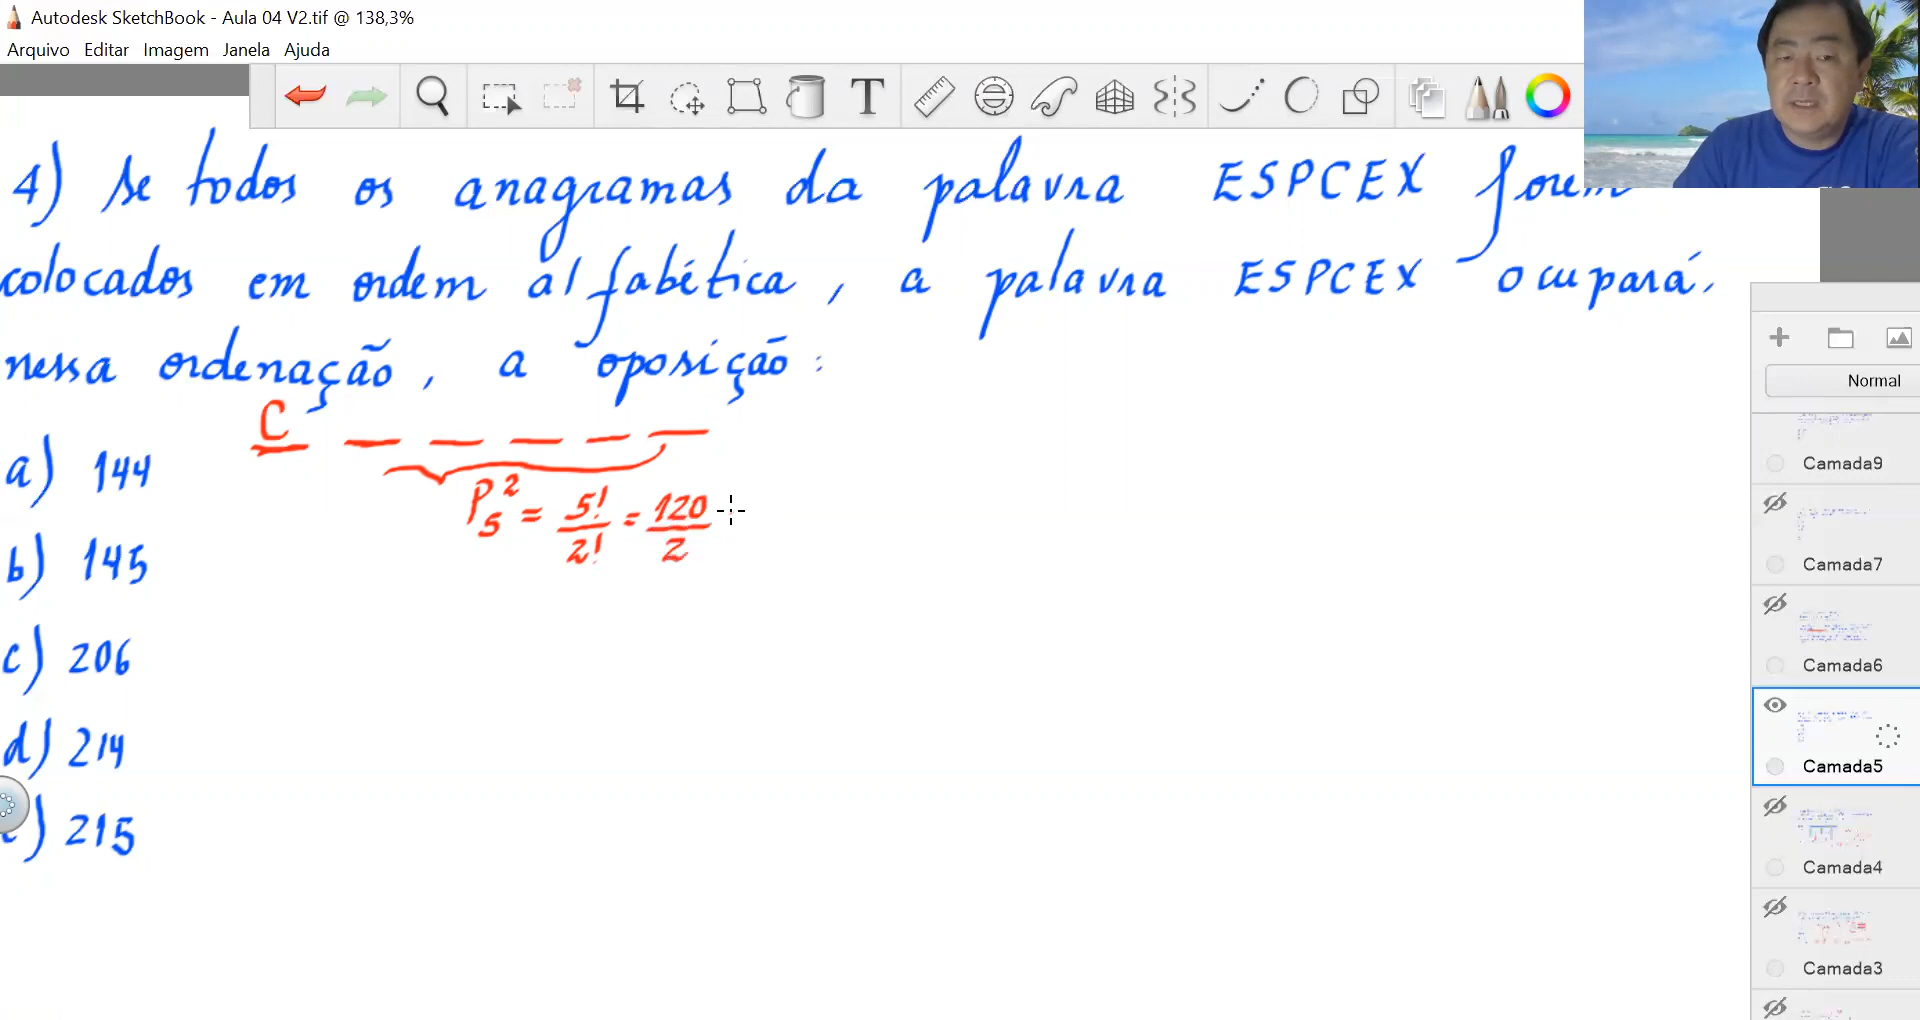 Autodesk SketchBook - Aula 04 V2.tif @ 138,3%
Arquivo Editar Imagem Janela Ajuda
4) Se todos os anagramas da palavra ESPCEX forem
colocados em ordem alfabética, a palavra ESPCEX ocupará,
nessa ordenação, a oposição:
C _ _ _ _ _
a) 144
P₅² = 5!/2! = 120/2
b) 145
c) 206
d) 214
) 215
Normal
Camada9
Camada7
Camada6
Camada5
Camada4
Camada3